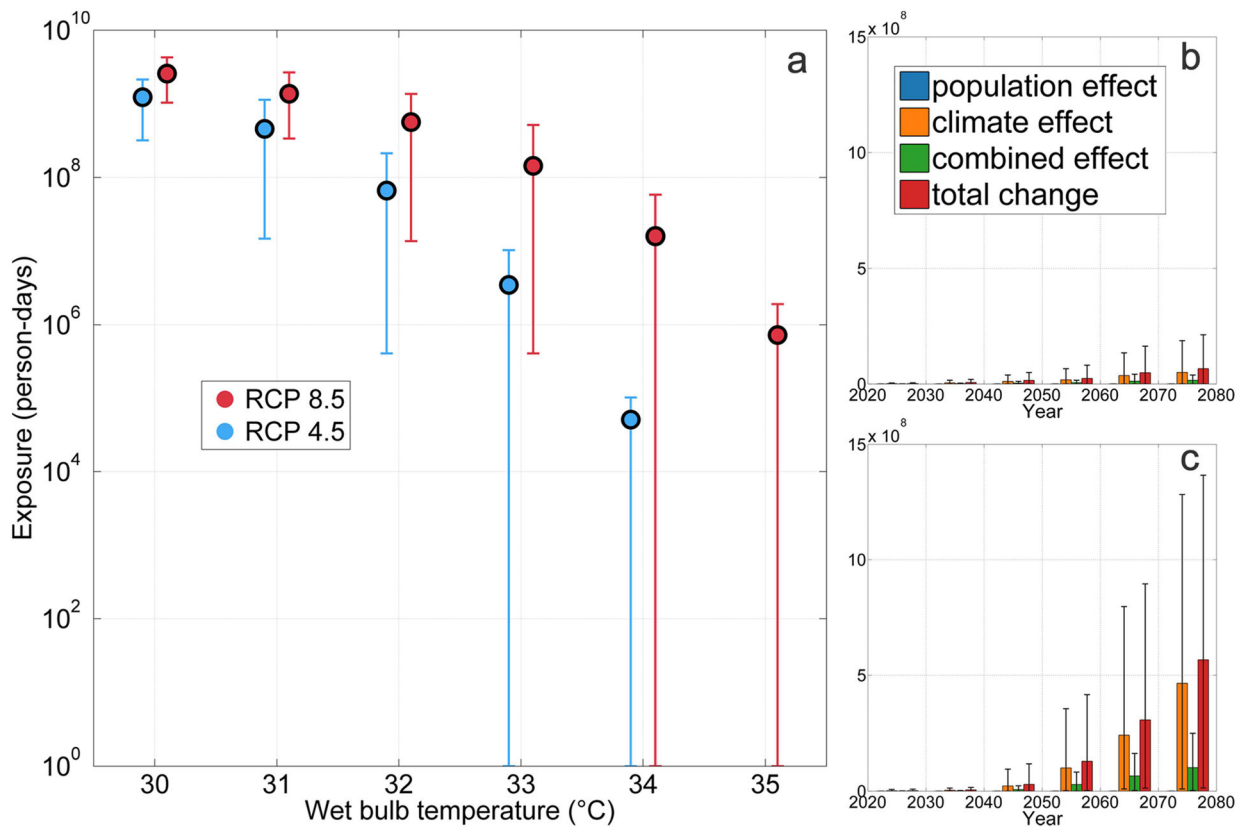 a
10^10
10^8
10^6
10^4
10^2
10^0
Exposure (person-days)
RCP 8.5
RCP 4.5
30 31 32 33 34 35
Wet bulb temperature (°C)
15 x 10^8
b
population effect
climate effect
combined effect
total change
10
5
0
2020 2030 2040 2050 2060 2070 2080
Year
15 x 10^8
c
10
5
0
2020 2030 2040 2050 2060 2070 2080
Year